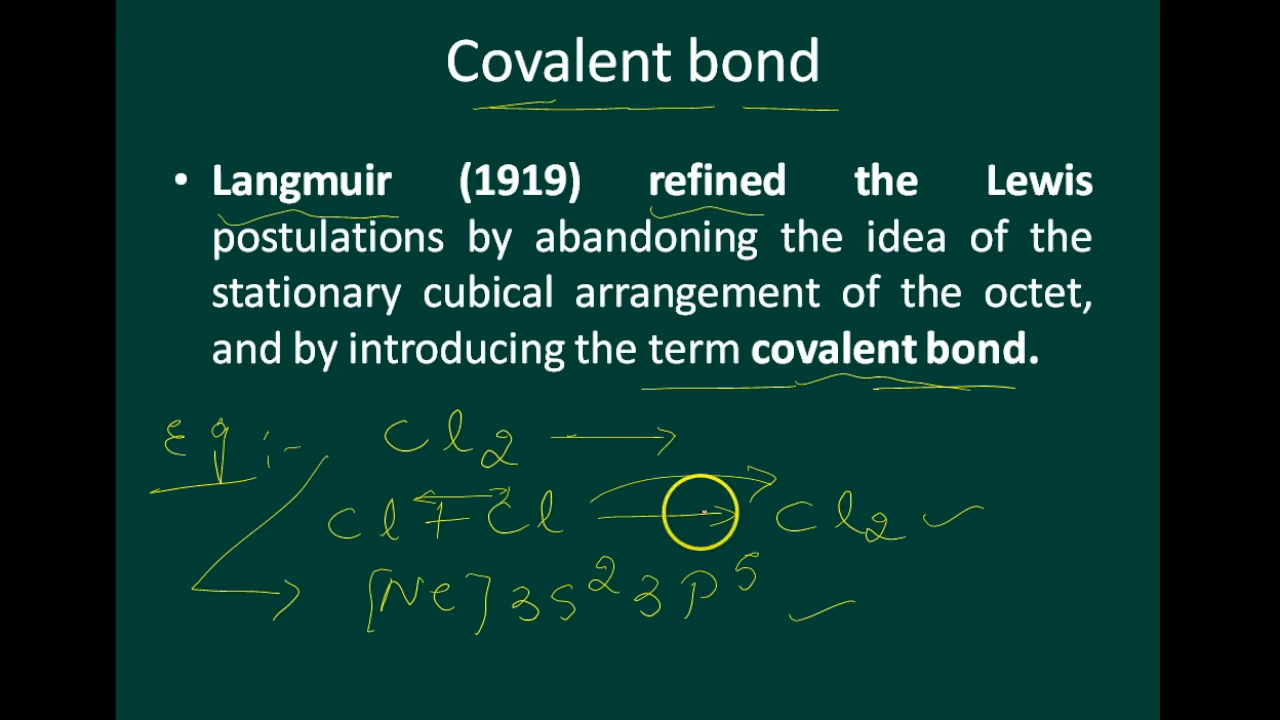 Covalent bond
• Langmuir (1919) refined the Lewis
postulations by abandoning the idea of the
stationary cubical arrangement of the octet,
and by introducing the term covalent bond.
Eg :- Cl2 →
Cl + Cl → Cl2 ✓
→ [Ne] 3s² 3p⁵ ✓